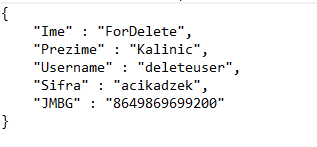 {
"Ime" : "ForDelete",
"Prezime" : "Kalinic",
"Username" : "deleteuser",
"Sifra" : "acikadzek",
"JMBG" : "8649869699200"
}